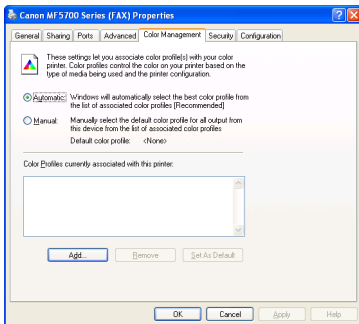 Canon MF5700 Series (FAX) Properties
General Sharing Ports Advanced Color Management Security Configuration
These settings let you associate color profile(s) with your color
printer. Color profiles control the color on your printer based on the
type of media being used and the printer configuration.
Automatic: Windows will automatically select the best color profile from
the list of associated color profiles [Recommended]
Manual: Manually select the default color profile for all output from
this device from the list of associated color profiles
Default color profile: <None>
Color Profiles currently associated with this printer:
Add... Remove Set As Default
OK Cancel Apply Help